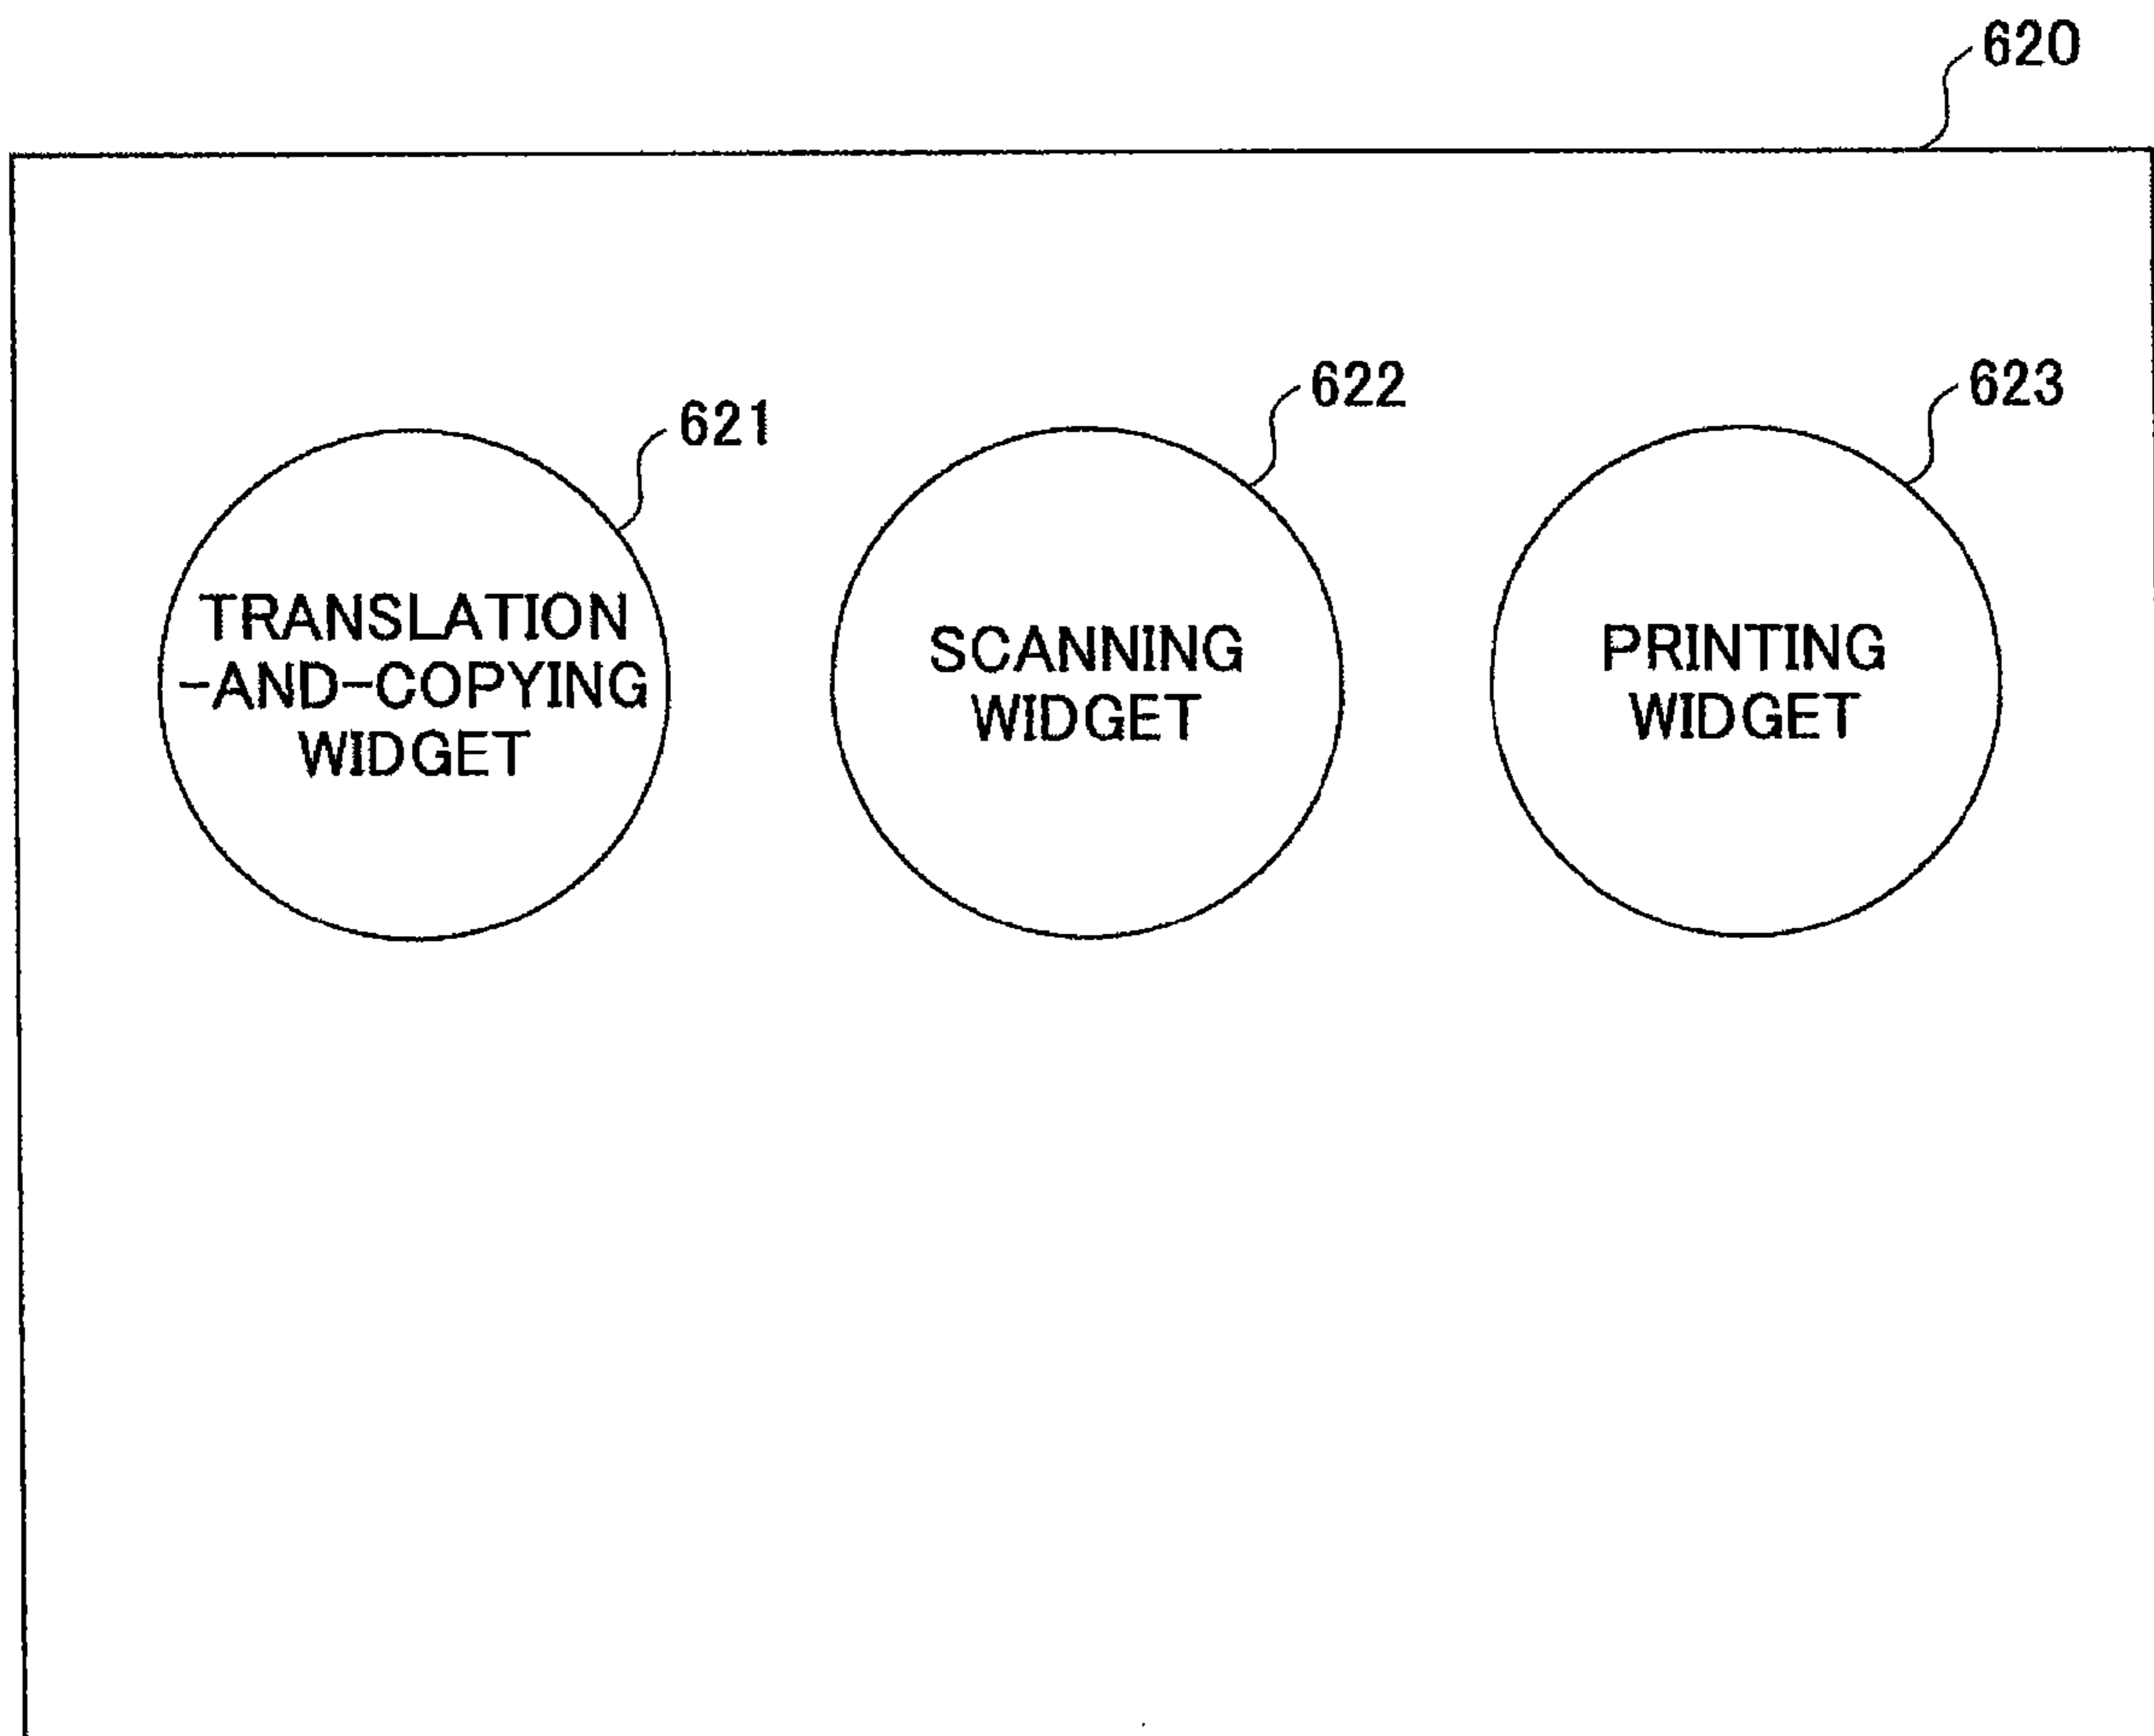 620
621
622
623
TRANSLATION
-AND-COPYING
WIDGET
SCANNING
WIDGET
PRINTING
WIDGET